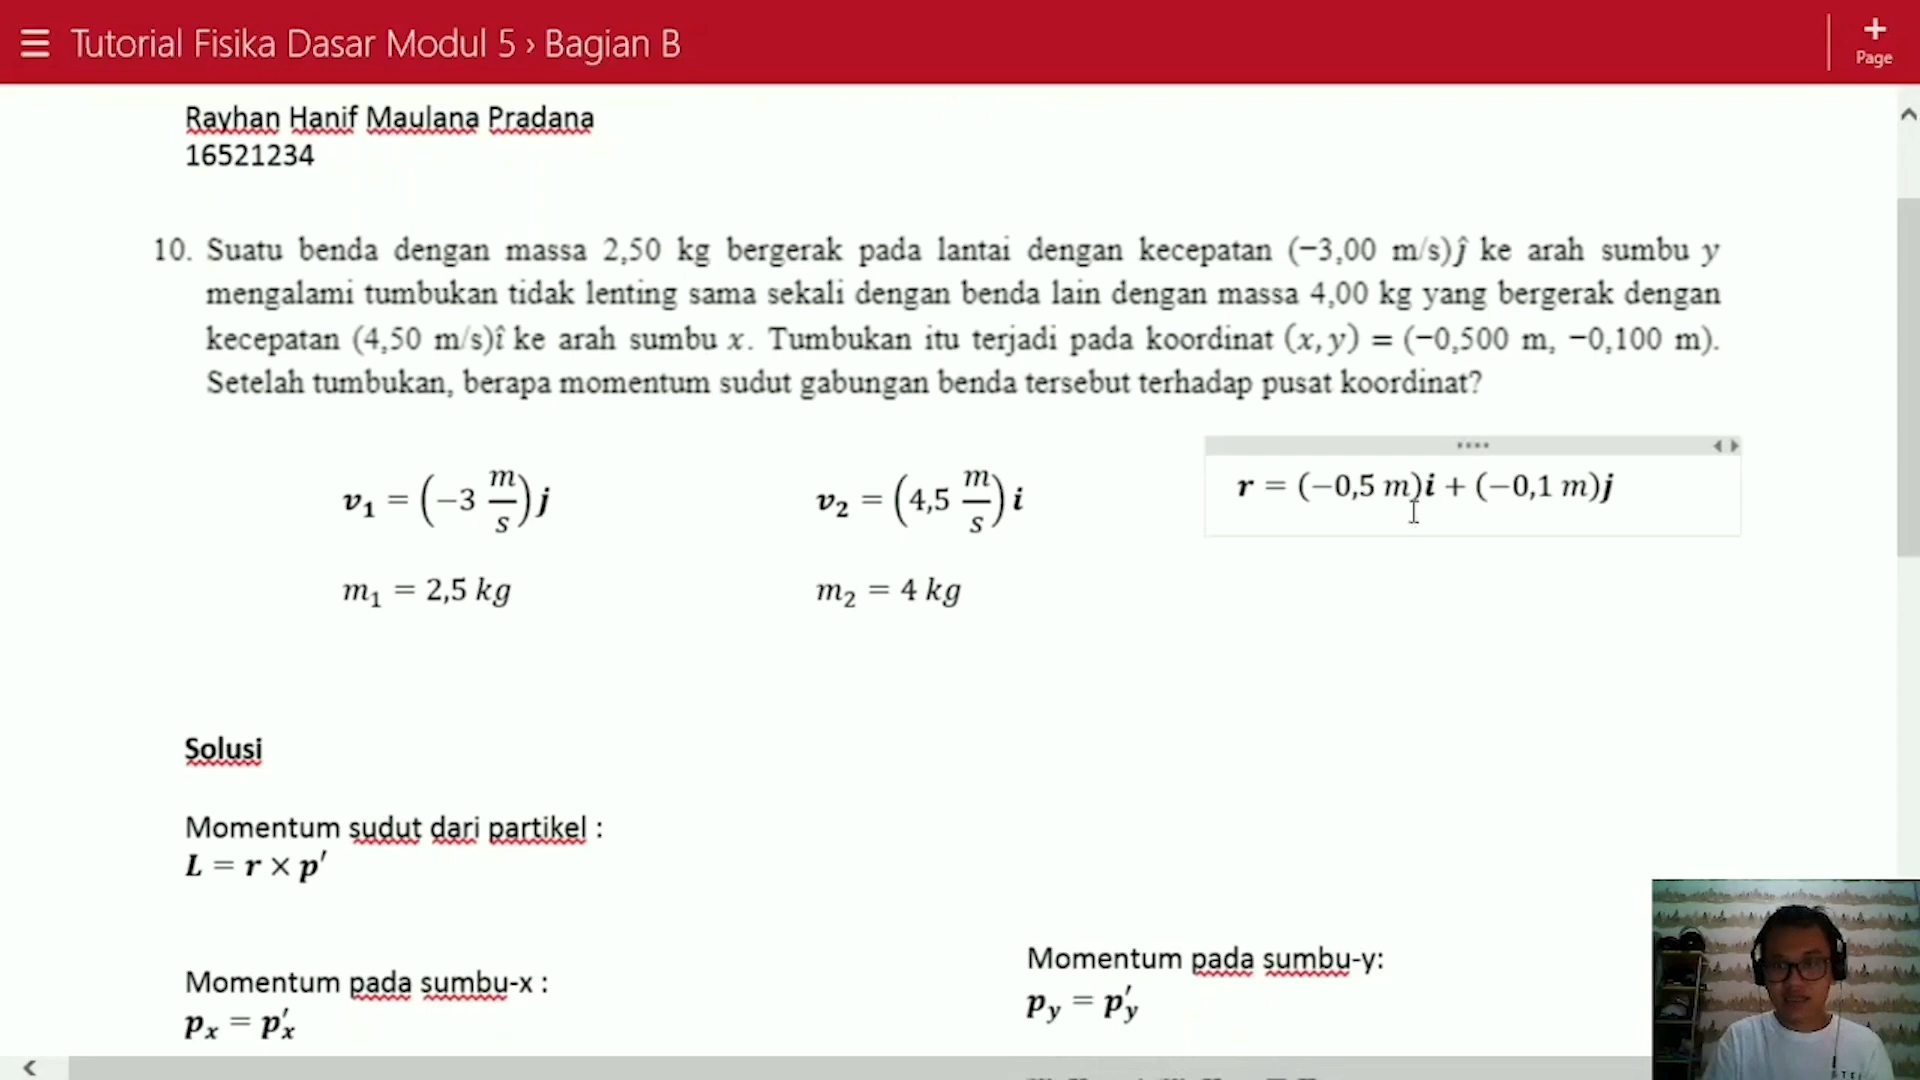 Tutorial Fisika Dasar Modul 5 › Bagian B
Page
Rayhan Hanif Maulana Pradana
16521234
10. Suatu benda dengan massa 2,50 kg bergerak pada lantai dengan kecepatan (−3,00 m/s)ĵ ke arah sumbu y
mengalami tumbukan tidak lenting sama sekali dengan benda lain dengan massa 4,00 kg yang bergerak dengan
kecepatan (4,50 m/s)î ke arah sumbu x. Tumbukan itu terjadi pada koordinat (x, y) = (−0,500 m, −0,100 m).
Setelah tumbukan, berapa momentum sudut gabungan benda tersebut terhadap pusat koordinat?
v₁ = (−3 m/s) j
v₂ = (4,5 m/s) i
r = (−0,5 m)i + (−0,1 m)j
m₁ = 2,5 kg
m₂ = 4 kg
Solusi
Momentum sudut dari partikel :
L = r × p′
Momentum pada sumbu-x :
pₓ = p′ₓ
Momentum pada sumbu-y:
p_y = p′_y